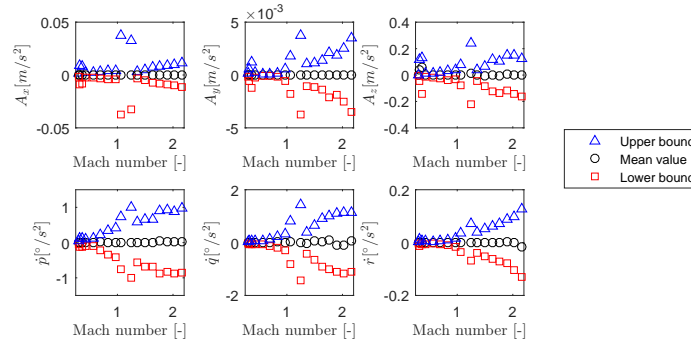 ×10⁻³
0.05
0
-0.05
A_x[m/s²]
1
2
Mach number [-]
5
0
-5
A_y[m/s²]
1
2
Mach number [-]
0.4
0.2
0
-0.2
-0.4
A_z[m/s²]
1
2
Mach number [-]
Upper bound
Mean value
Lower bound
1
0
-1
ṗ[°/s²]
1
2
Mach number [-]
2
0
-2
q̇[°/s²]
1
2
Mach number [-]
0.2
0
-0.2
ṙ[°/s²]
1
2
Mach number [-]